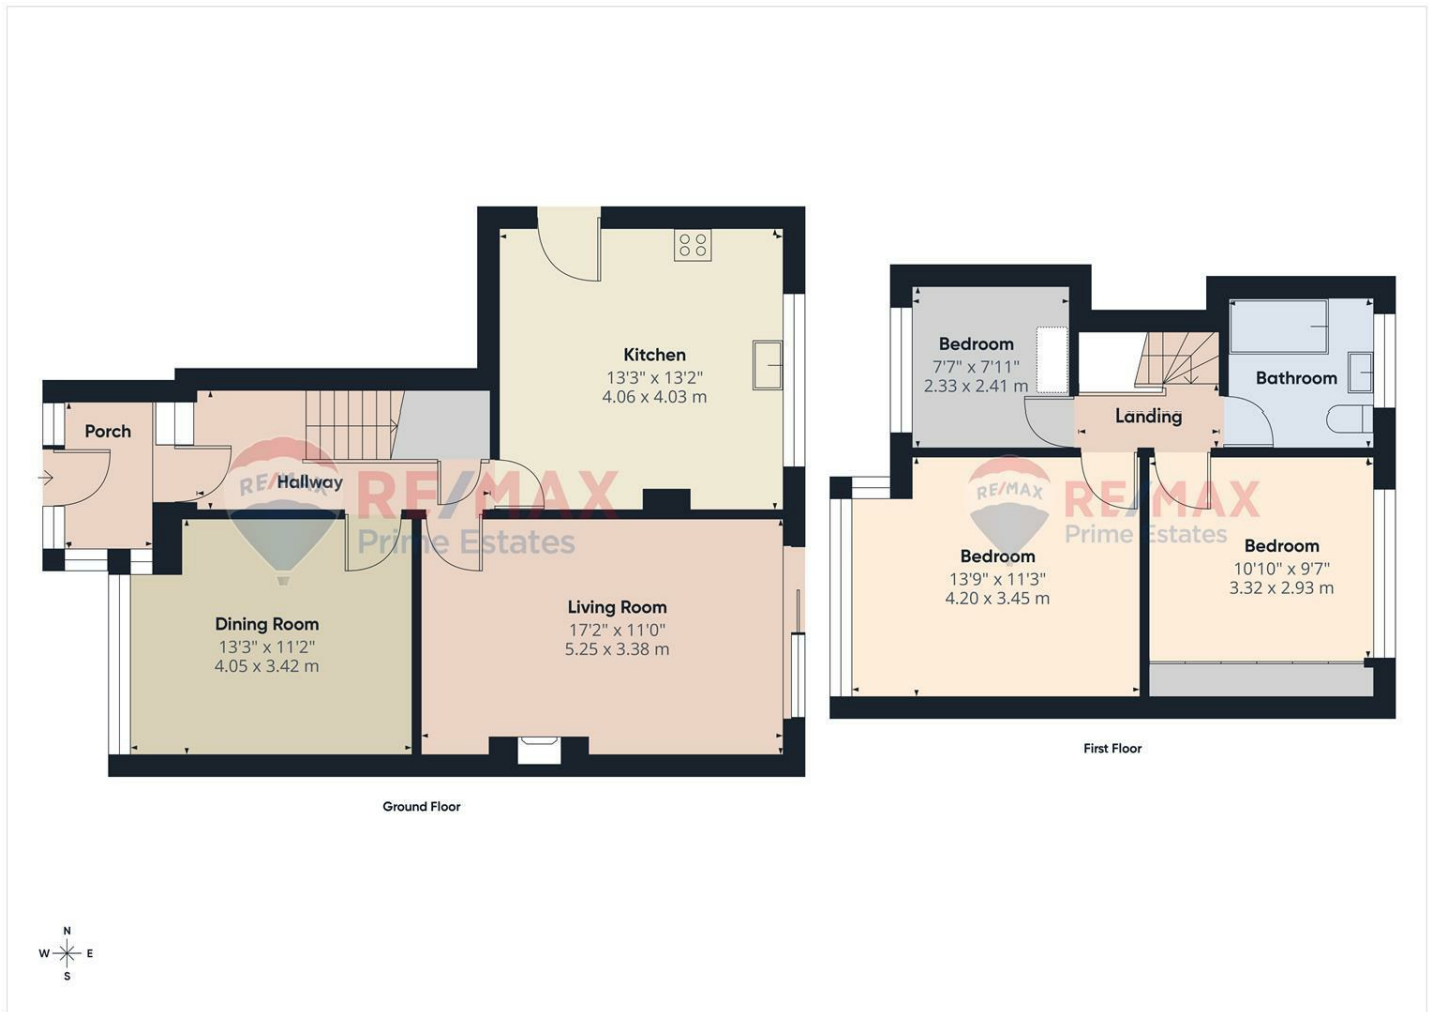 Kitchen
13'3" x 13'2"
4.06 x 4.03 m
Porch
Hallway
Dining Room
13'3" x 11'2"
4.05 x 3.42 m
Living Room
17'2" x 11'0"
5.25 x 3.38 m
RE/MAX
RE/MAX
Prime Estates
Ground Floor
Bedroom
7'7" x 7'11"
2.33 x 2.41 m
Bathroom
Landing
Bedroom
13'9" x 11'3"
4.20 x 3.45 m
Bedroom
10'10" x 9'7"
3.32 x 2.93 m
RE/MAX
RE/MAX
Prime Estates
First Floor
N
W E
S